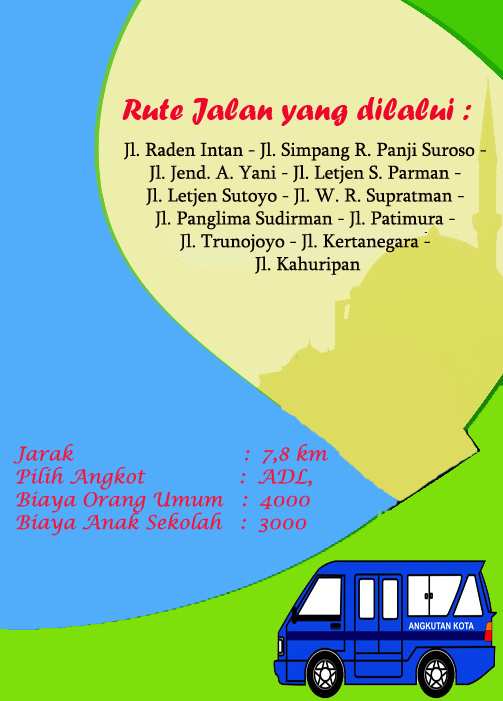 Rute Jalan yang dilalui :
Jl. Raden Intan - Jl. Simpang R. Panji Suroso -
Jl. Jend. A. Yani - Jl. Letjen S. Parman -
Jl. Letjen Sutoyo - Jl. W. R. Supratman -
Jl. Panglima Sudirman - Jl. Patimura -
Jl. Trunojoyo - Jl. Kertanegara -
Jl. Kahuripan
Jarak : 7,8 km
Pilih Angkot : ADL,
Biaya Orang Umum : 4000
Biaya Anak Sekolah : 3000
ANGKUTAN KOTA